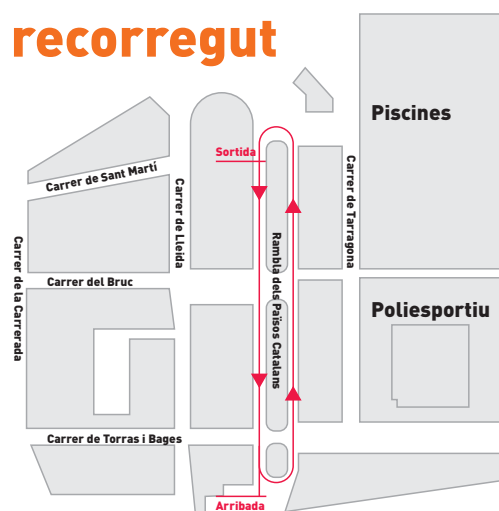 recorregut
Piscines
Sortida
Carrer de Sant Martí
Carrer de Lleida
Carrer de Tarragona
Rambla dels Països Catalans
Carrer de la Carrerada
Carrer del Bruc
Poliesportiu
Carrer de Torras i Bages
Arribada